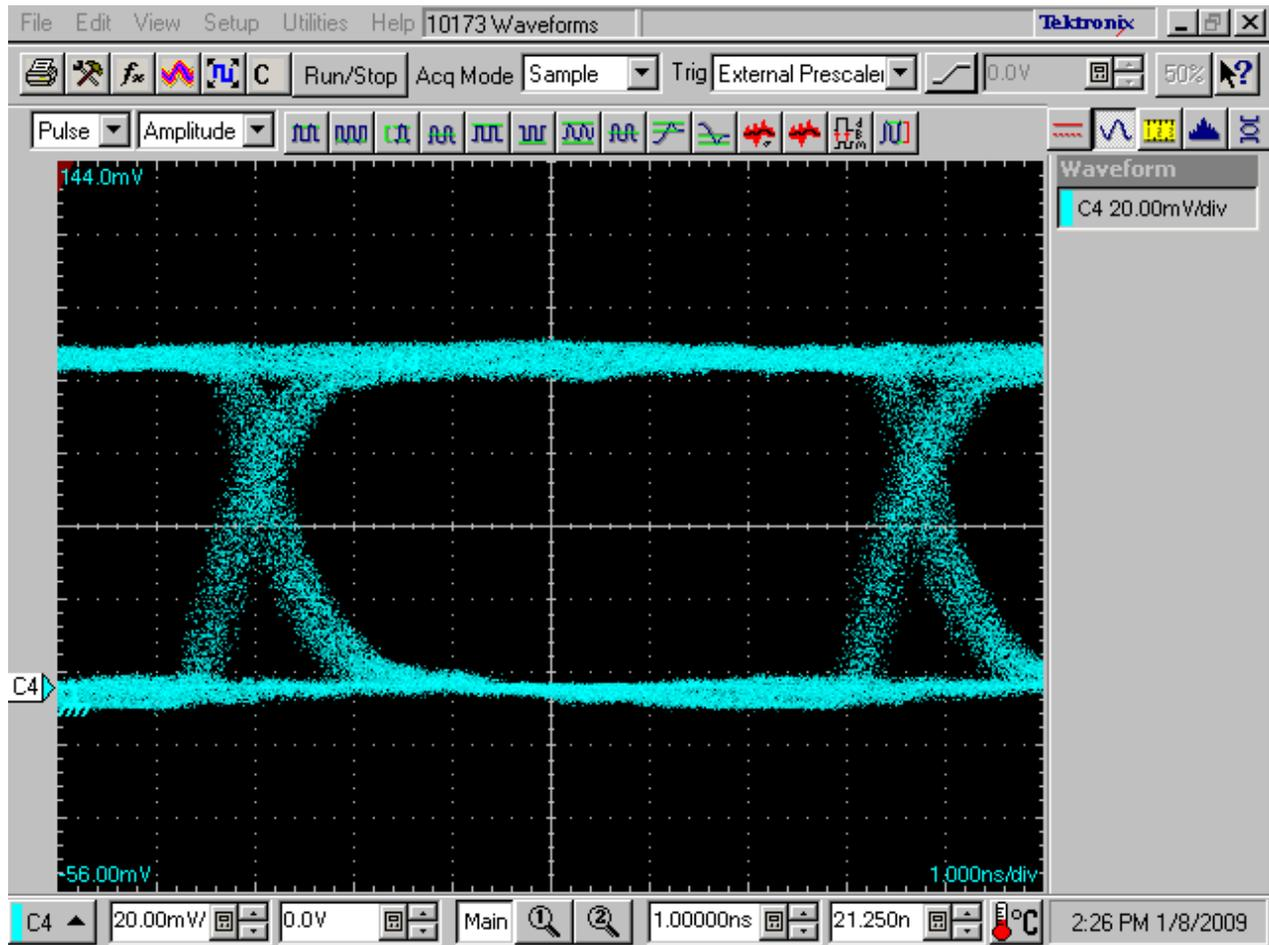 File Edit View Setup Utilities Help 10173 Waveforms Tektronix
C Run/Stop Acq Mode Sample Trig External Prescaler 0.0V 50%
Pulse Amplitude
Waveform
C4 20.00mV/div
144.0mV
C4
-56.00mV
1.000ns/div
C4 20.00mV/ 0.0V Main 1 2 1.00000ns 21.250n °C 2:26 PM 1/8/2009